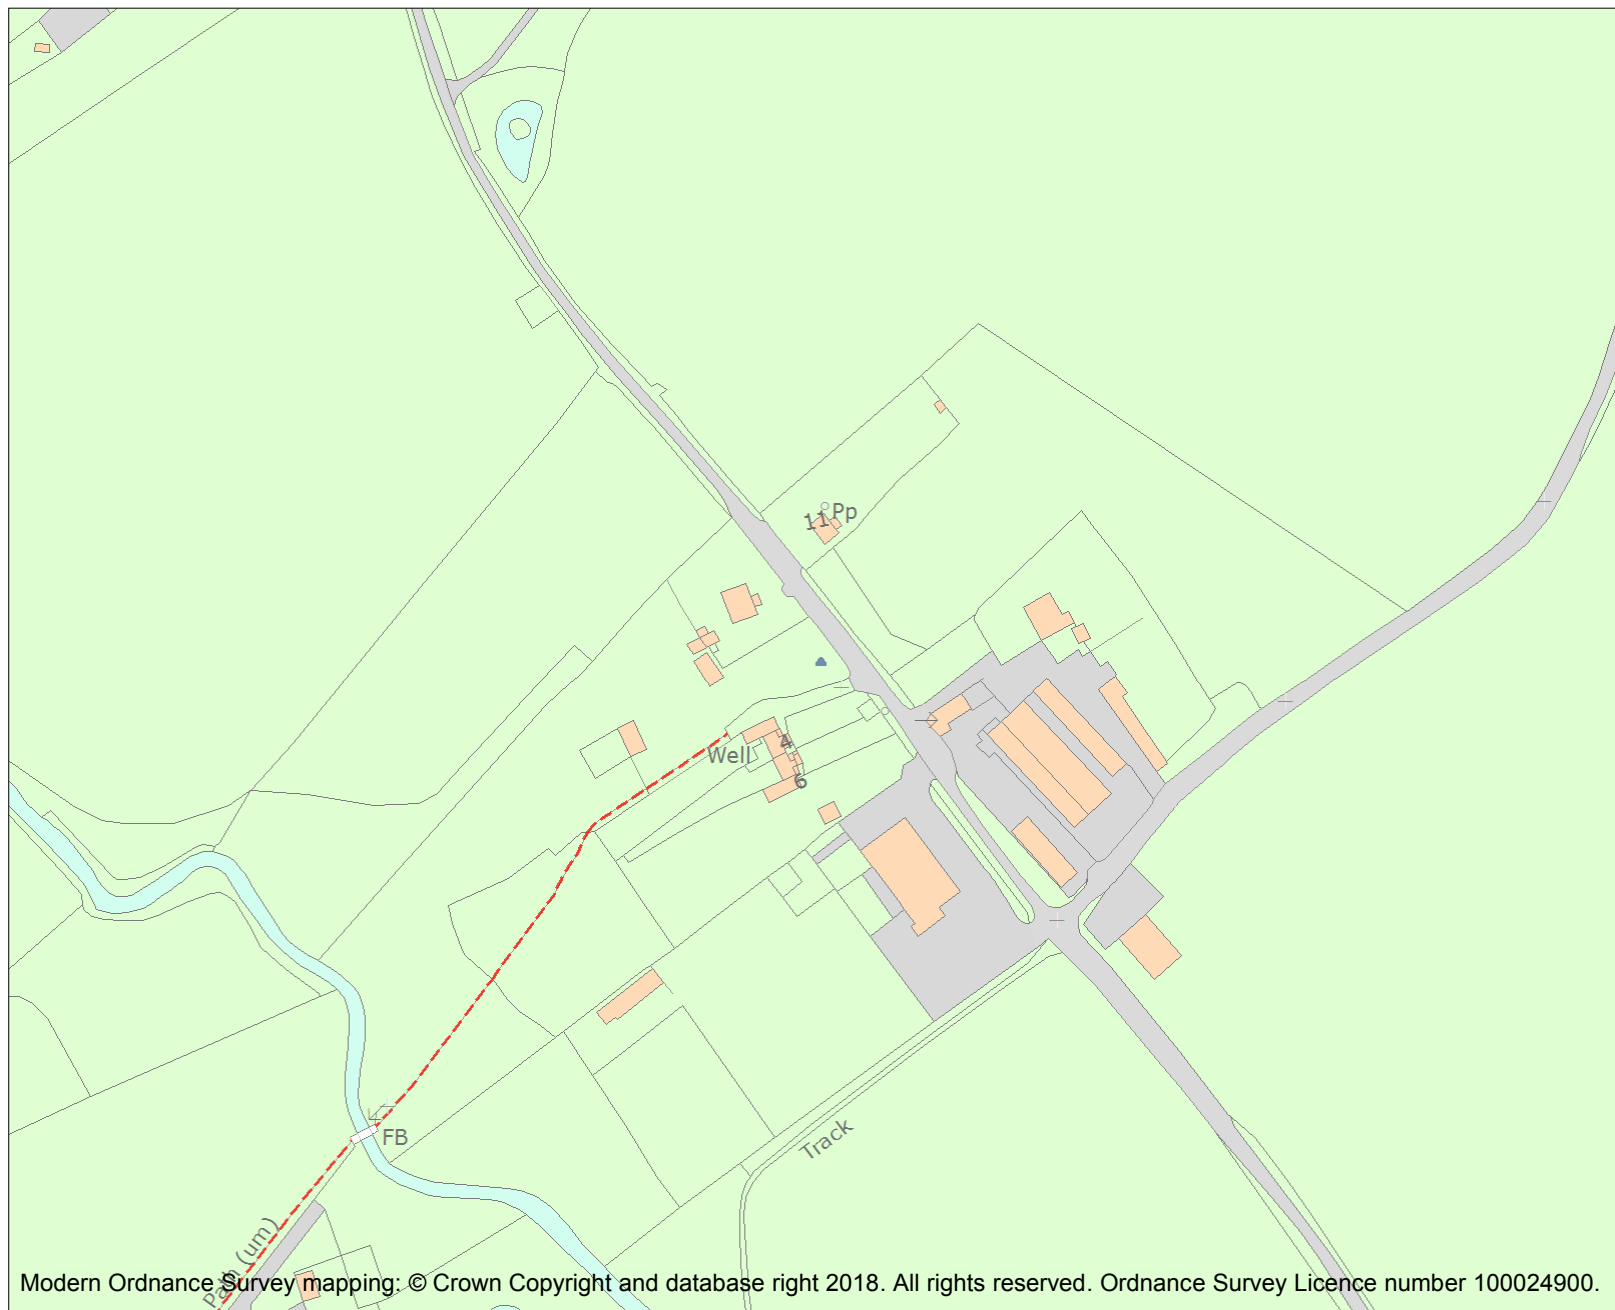 11 Pp
4
Well
6
FB
Track
Path (um)
Modern Ordnance Survey mapping: © Crown Copyright and database right 2018. All rights reserved. Ordnance Survey Licence number 100024900.